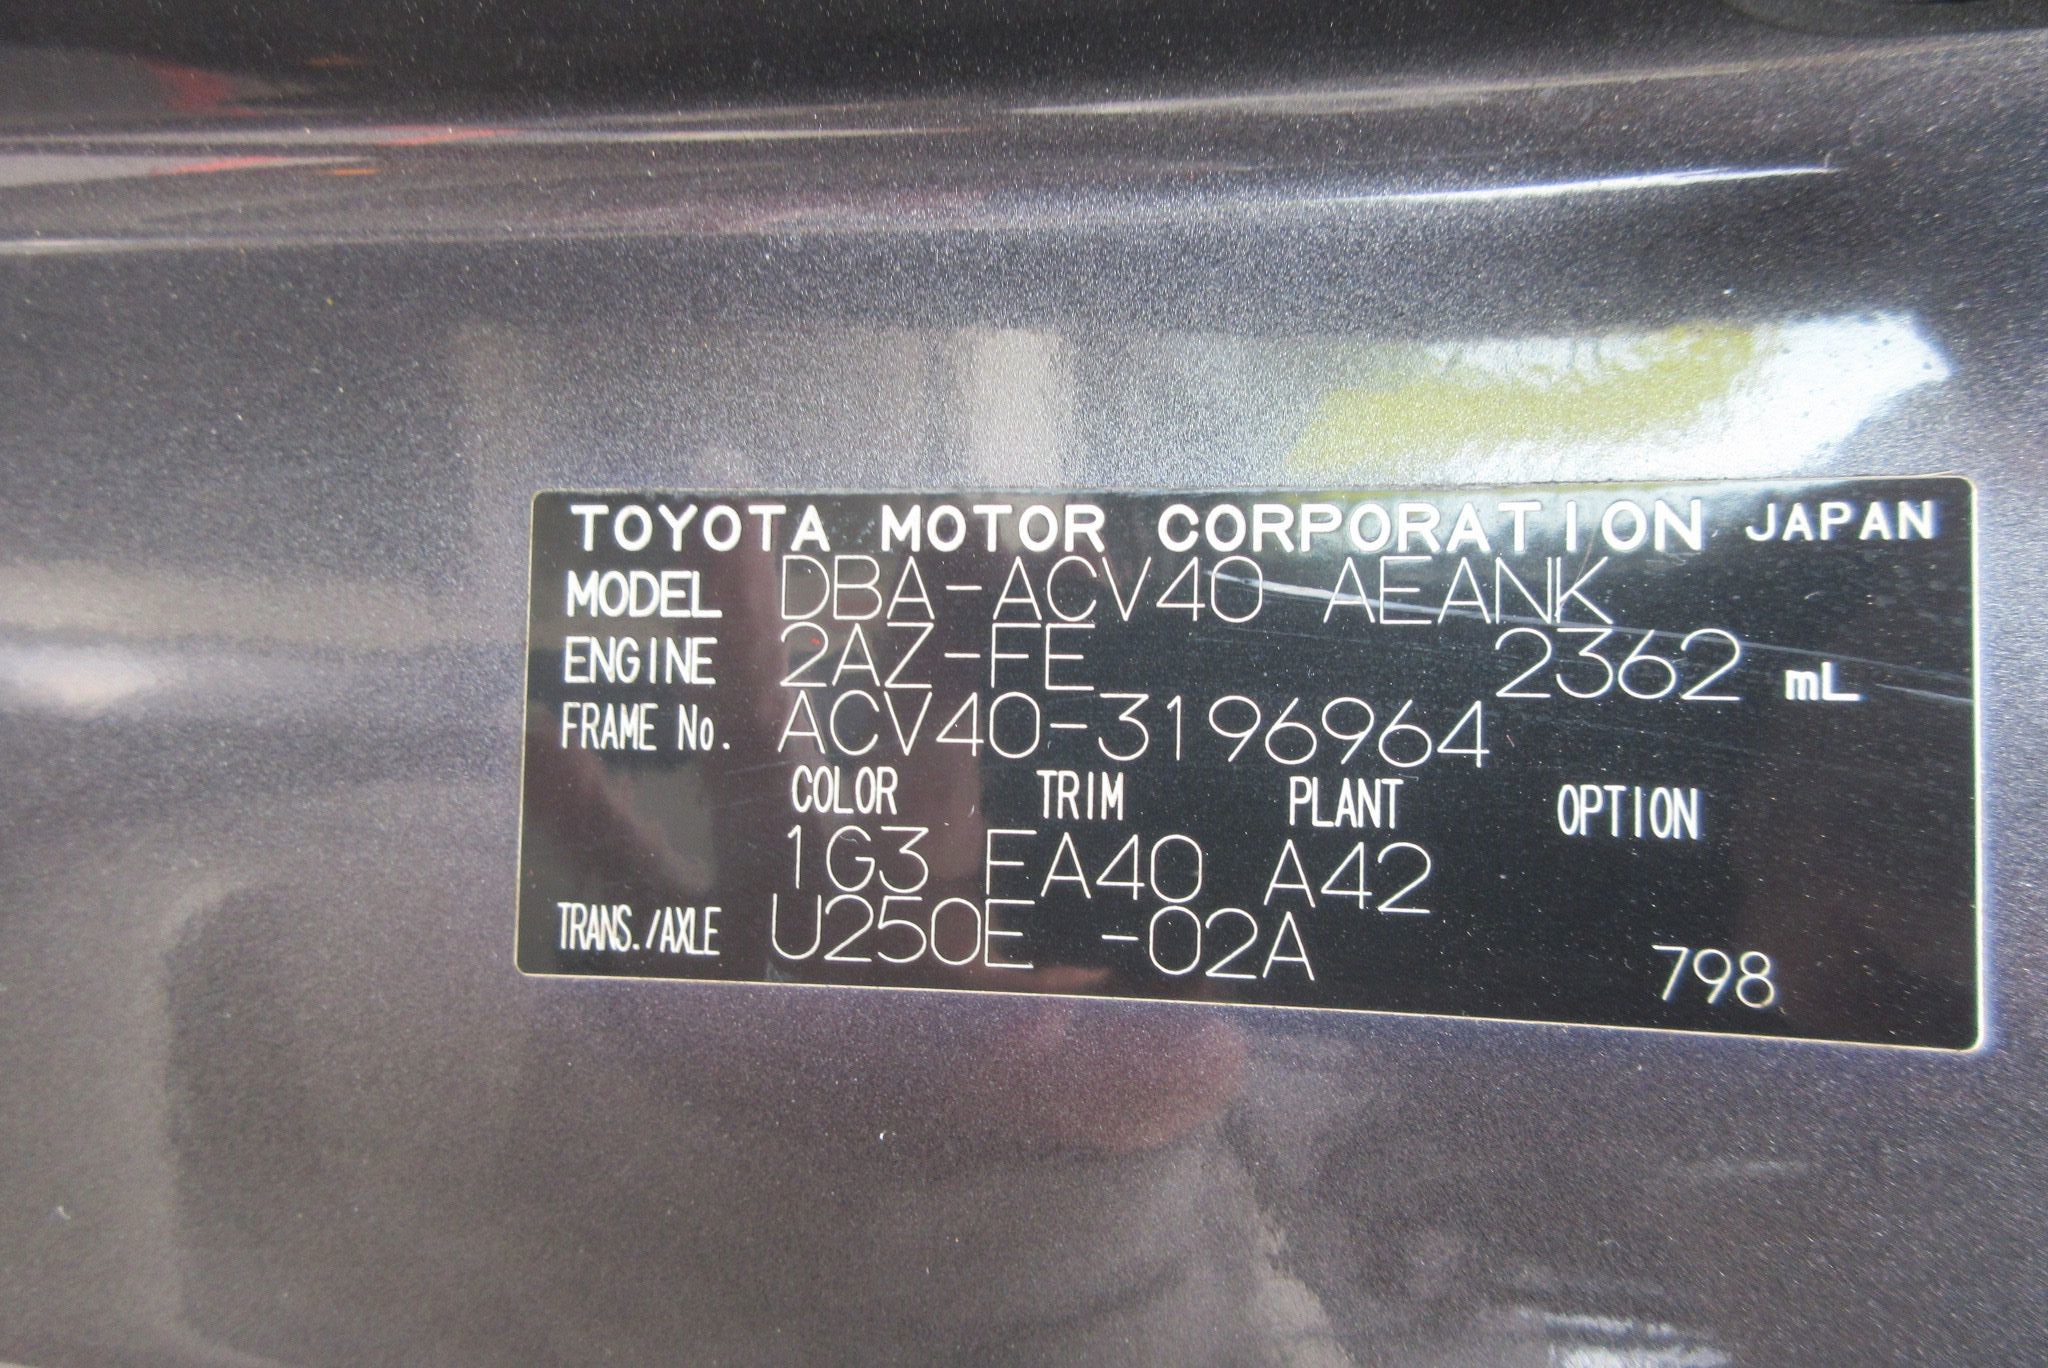 TOYOTA MOTOR CORPORATION JAPAN
MODEL DBA-ACV40 AEANK
ENGINE 2AZ-FE 2362 mL
FRAME No. ACV40-3196964
COLOR TRIM PLANT OPTION
1G3 FA40 A42
TRANS./AXLE U250E -02A 798